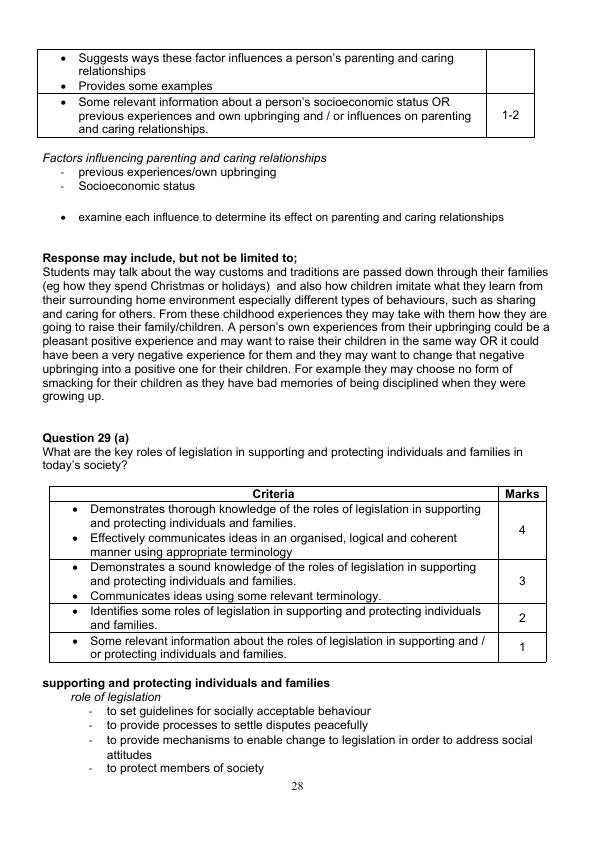 • Suggests ways these factor influences a person's parenting and caring
relationships
• Provides some examples
• Some relevant information about a person's socioeconomic status OR
previous experiences and own upbringing and / or influences on parenting
and caring relationships.
1-2
Factors influencing parenting and caring relationships
- previous experiences/own upbringing
- Socioeconomic status
• examine each influence to determine its effect on parenting and caring relationships
Response may include, but not be limited to;
Students may talk about the way customs and traditions are passed down through their families
(eg how they spend Christmas or holidays) and also how children imitate what they learn from
their surrounding home environment especially different types of behaviours, such as sharing
and caring for others. From these childhood experiences they may take with them how they are
going to raise their family/children. A person's own experiences from their upbringing could be a
pleasant positive experience and may want to raise their children in the same way OR it could
have been a very negative experience for them and they may want to change that negative
upbringing into a positive one for their children. For example they may choose no form of
smacking for their children as they have bad memories of being disciplined when they were
growing up.
Question 29 (a)
What are the key roles of legislation in supporting and protecting individuals and families in
today's society?
Criteria Marks
• Demonstrates thorough knowledge of the roles of legislation in supporting
and protecting individuals and families.
• Effectively communicates ideas in an organised, logical and coherent
manner using appropriate terminology
4
• Demonstrates a sound knowledge of the roles of legislation in supporting
and protecting individuals and families.
• Communicates ideas using some relevant terminology.
3
• Identifies some roles of legislation in supporting and protecting individuals
and families.
2
• Some relevant information about the roles of legislation in supporting and /
or protecting individuals and families.
1
supporting and protecting individuals and families
role of legislation
- to set guidelines for socially acceptable behaviour
- to provide processes to settle disputes peacefully
- to provide mechanisms to enable change to legislation in order to address social
attitudes
- to protect members of society
28